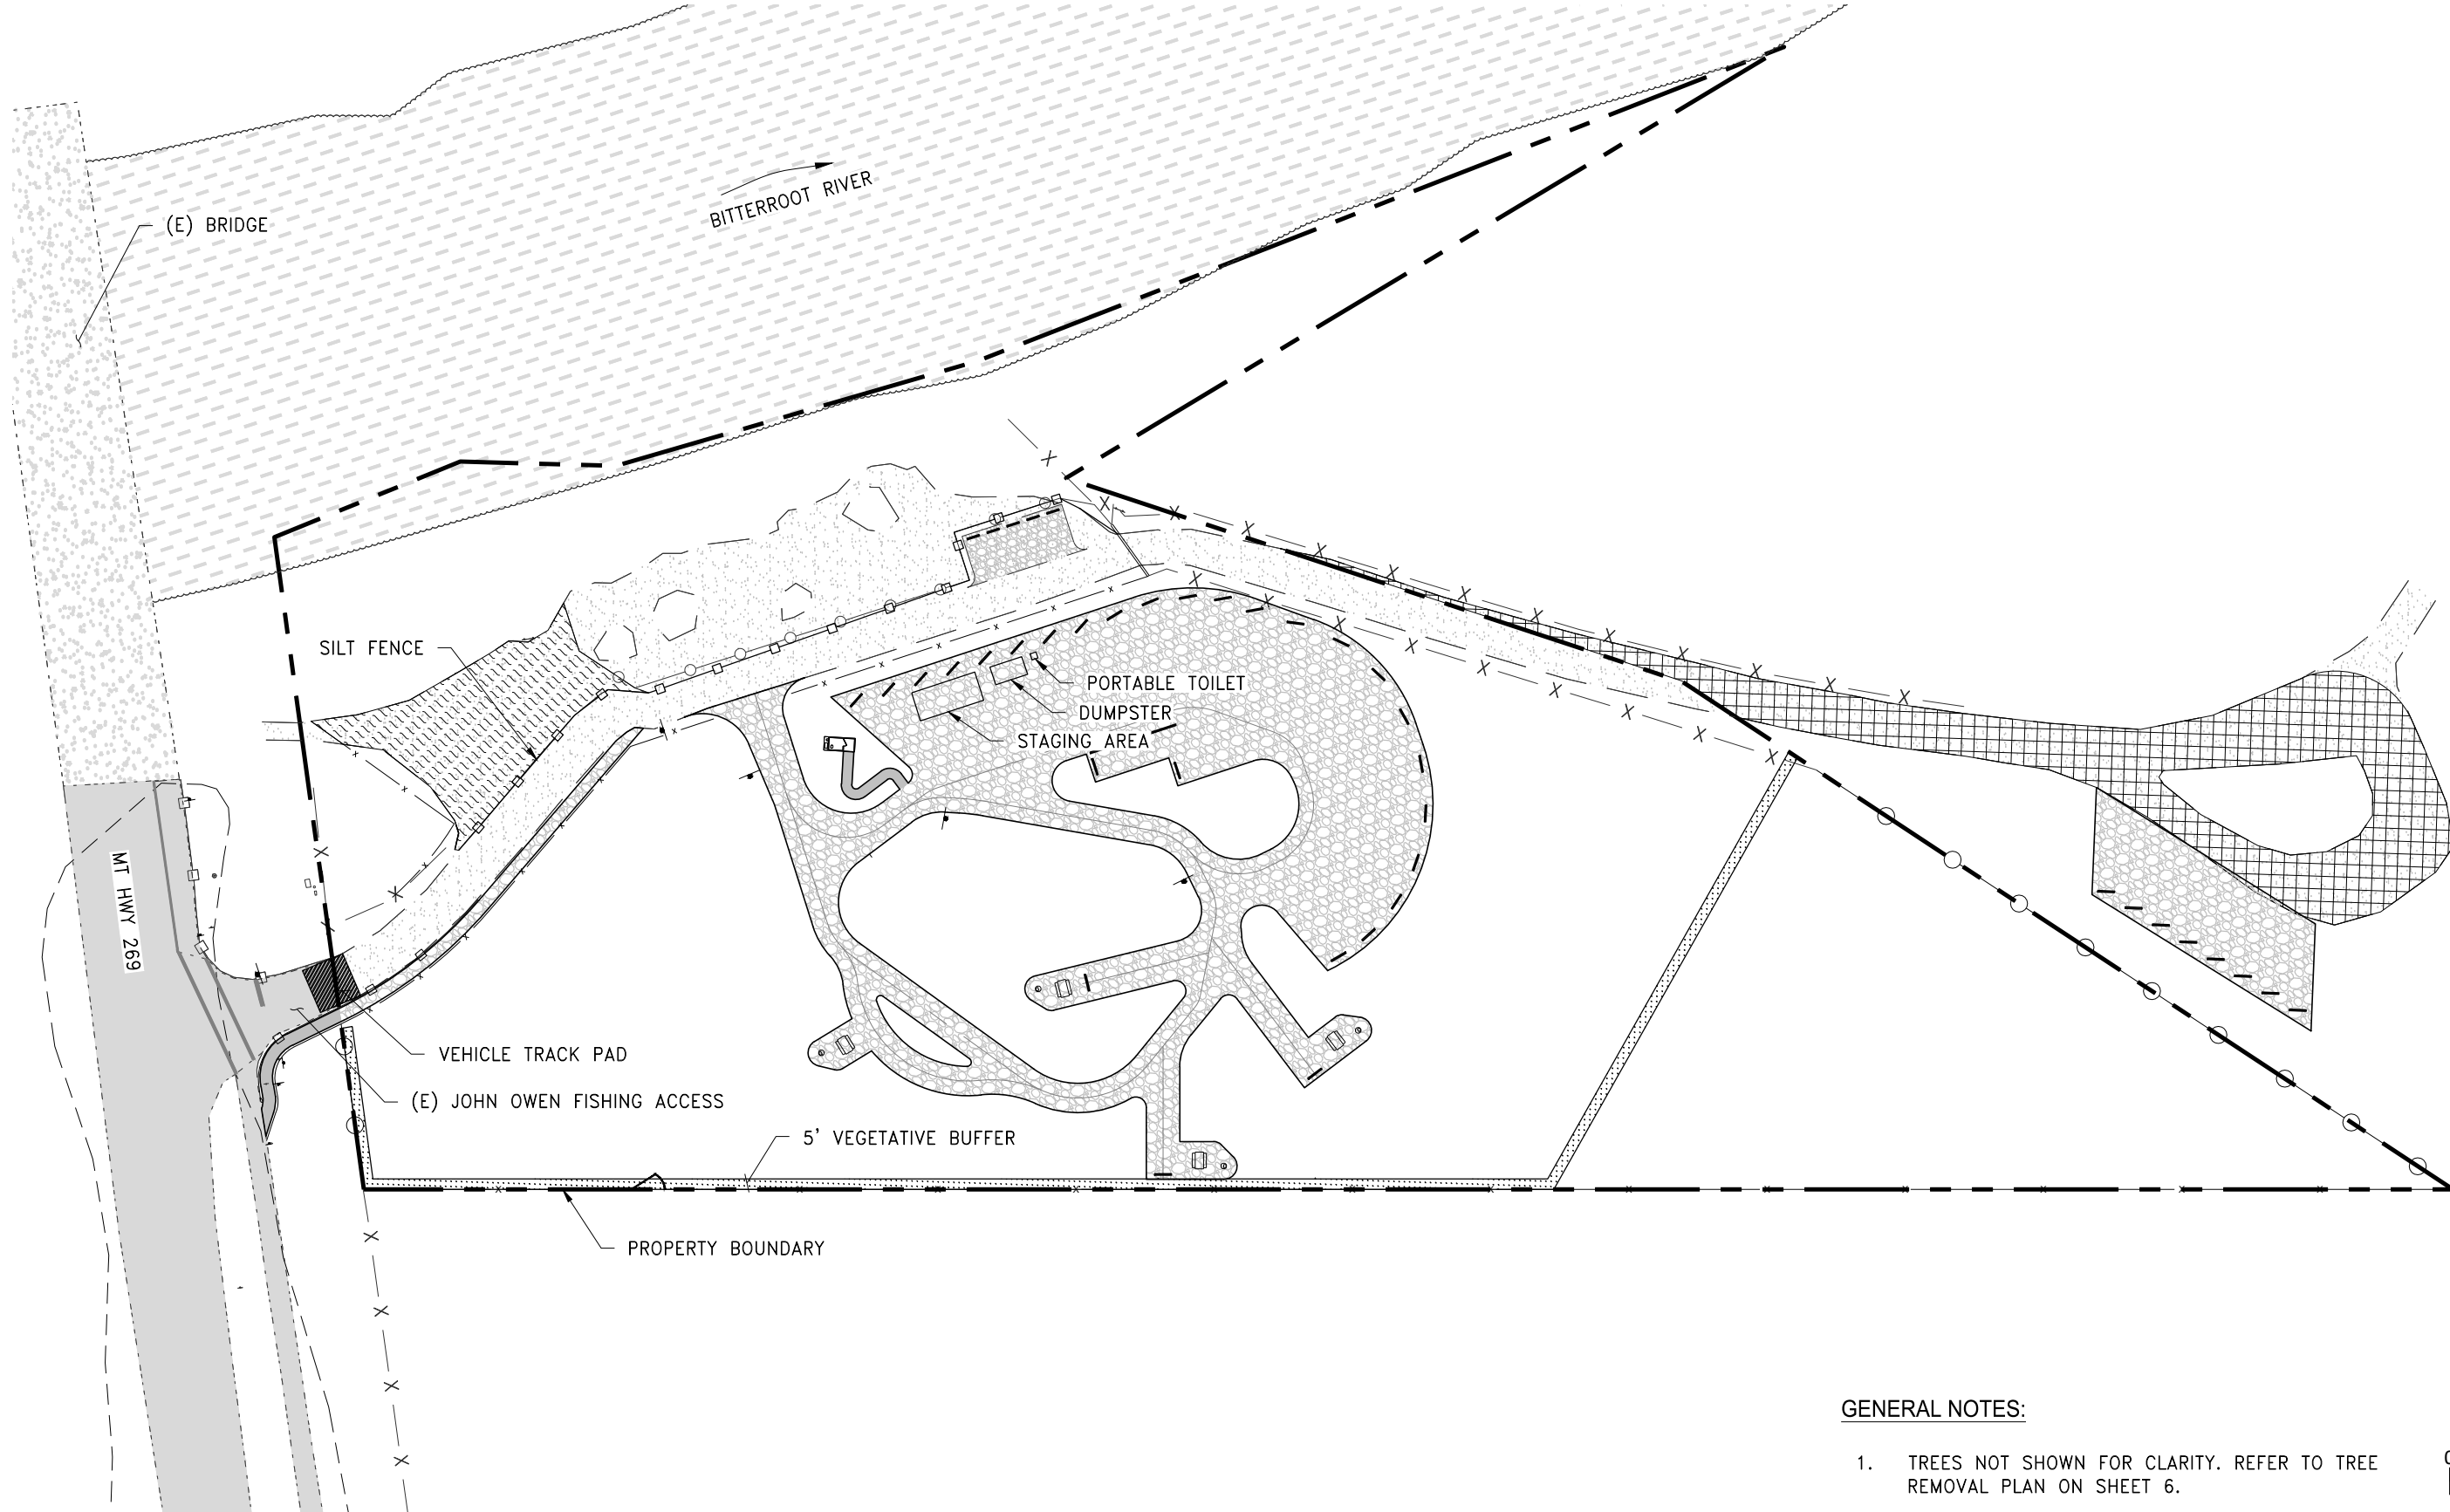 (E) BRIDGE
BITTERROOT RIVER
SILT FENCE
PORTABLE TOILET
DUMPSTER
STAGING AREA
MT HWY 269
VEHICLE TRACK PAD
(E) JOHN OWEN FISHING ACCESS
5' VEGETATIVE BUFFER
PROPERTY BOUNDARY
GENERAL NOTES:
1. TREES NOT SHOWN FOR CLARITY. REFER TO TREE
REMOVAL PLAN ON SHEET 6.